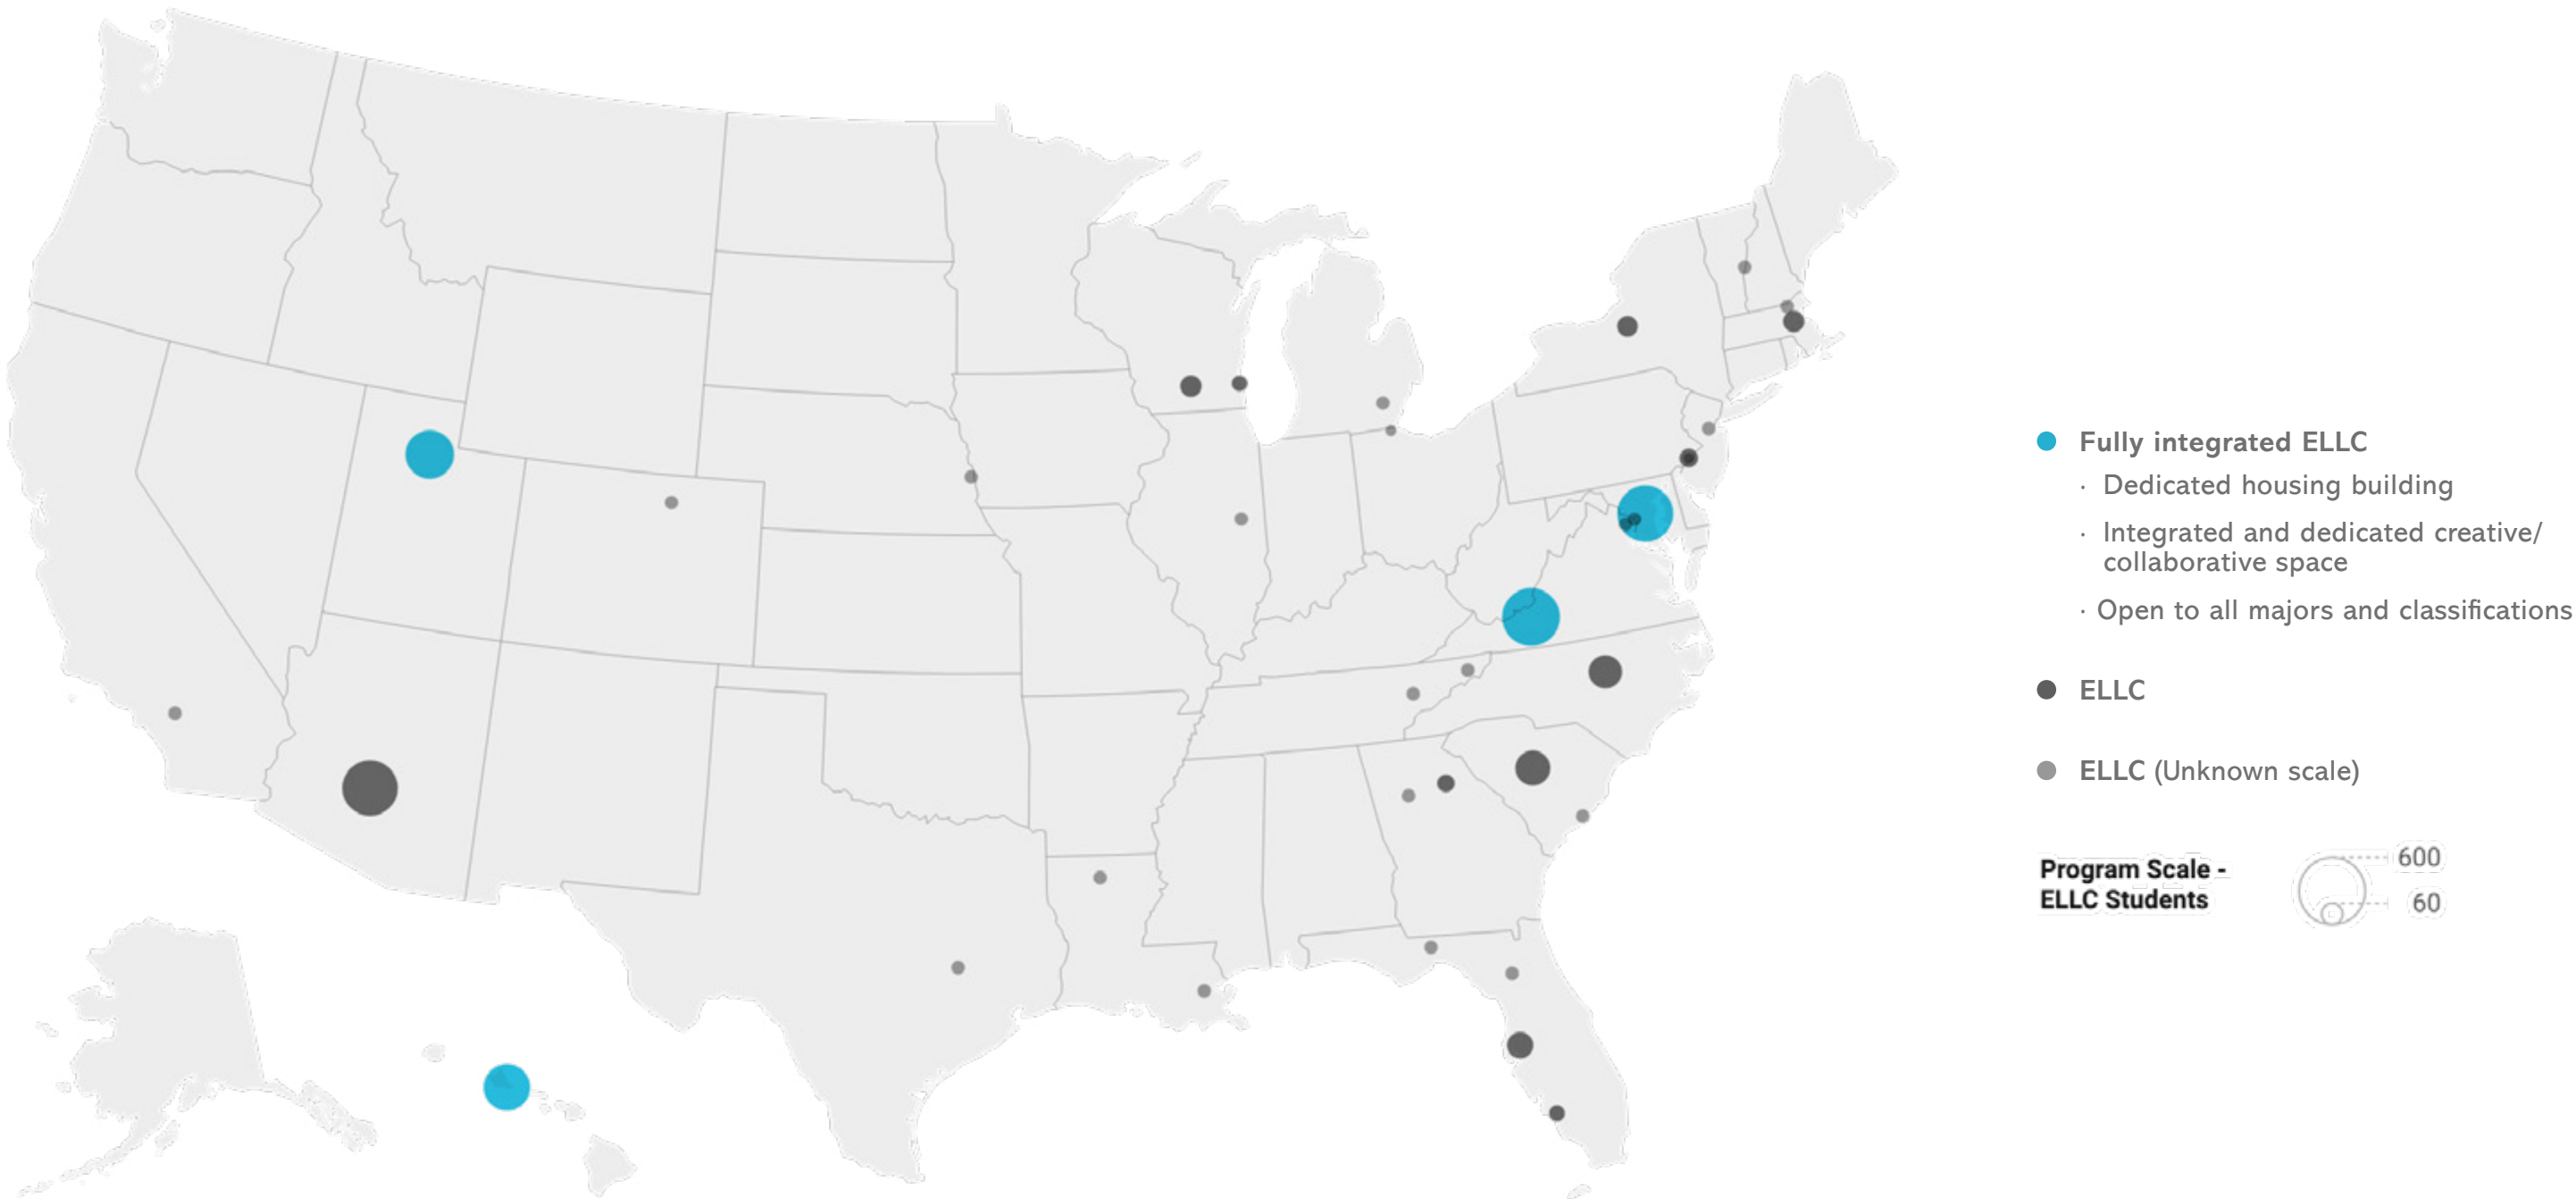 Fully integrated ELLC
· Dedicated housing building
· Integrated and dedicated creative/
collaborative space
· Open to all majors and classifications
ELLC
ELLC (Unknown scale)
Program Scale -
ELLC Students
600
60